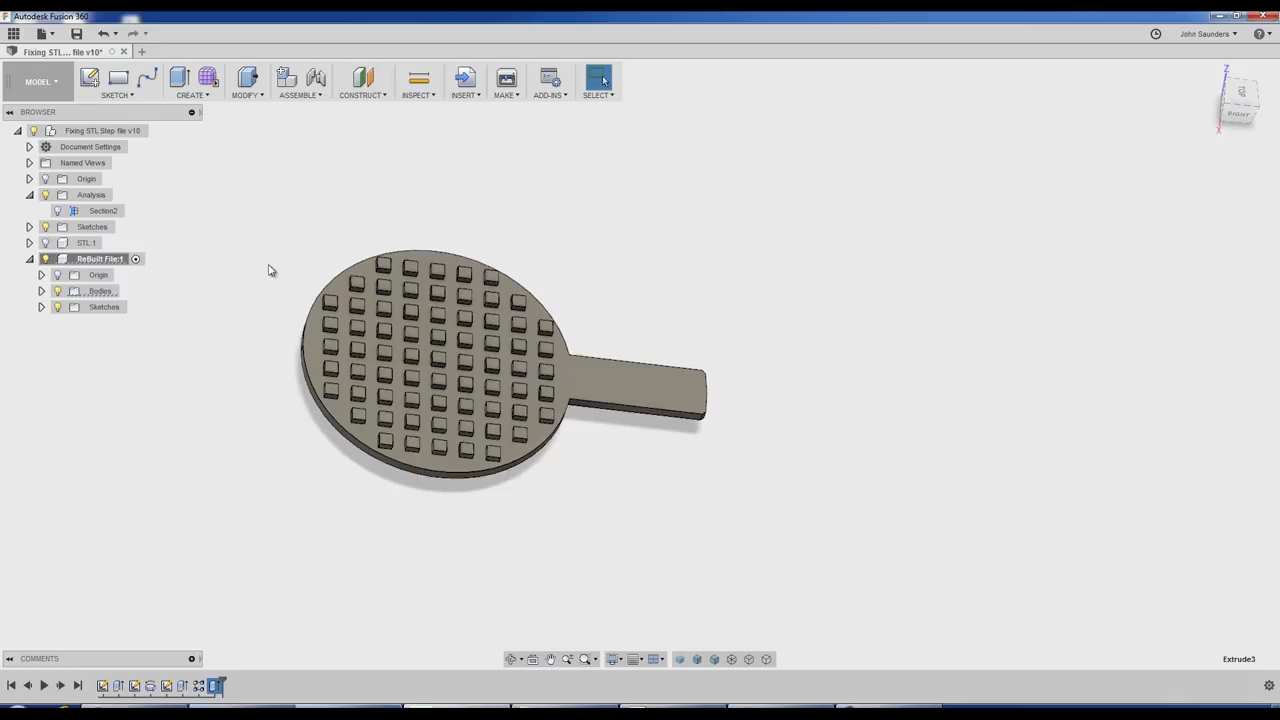 Autodesk Fusion 360
John Saunders
Fixing STL... file v10*
MODEL
SKETCH
CREATE
MODIFY
ASSEMBLE
CONSTRUCT
INSPECT
INSERT
MAKE
ADD-INS
SELECT
Z
TOP
RIGHT
X
BROWSER
Fixing STL Step file v10
Document Settings
Named Views
Origin
Analysis
Section2
Sketches
STL:1
ReBuilt File:1
Origin
Bodies
Sketches
COMMENTS
Extrude3